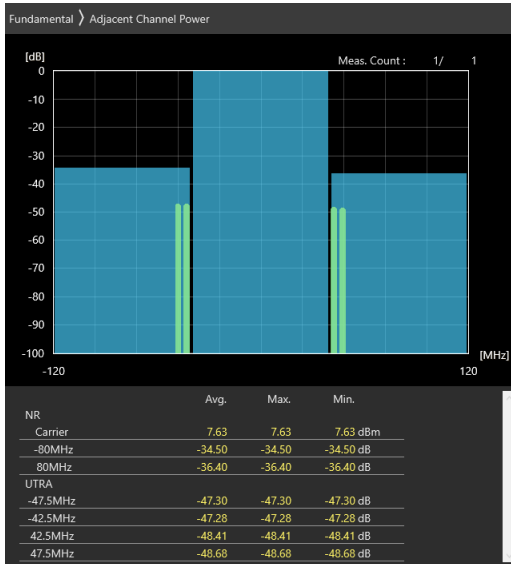 Fundamental 〉 Adjacent Channel Power
[dB]
Meas. Count : 1/ 1
0
-10
-20
-30
-40
-50
-60
-70
-80
-90
-100
[MHz]
-120 120
Avg. Max. Min.
NR
Carrier 7.63 7.63 7.63 dBm
-80MHz -34.50 -34.50 -34.50 dB
80MHz -36.40 -36.40 -36.40 dB
UTRA
-47.5MHz -47.30 -47.30 -47.30 dB
-42.5MHz -47.28 -47.28 -47.28 dB
42.5MHz -48.41 -48.41 -48.41 dB
47.5MHz -48.68 -48.68 -48.68 dB